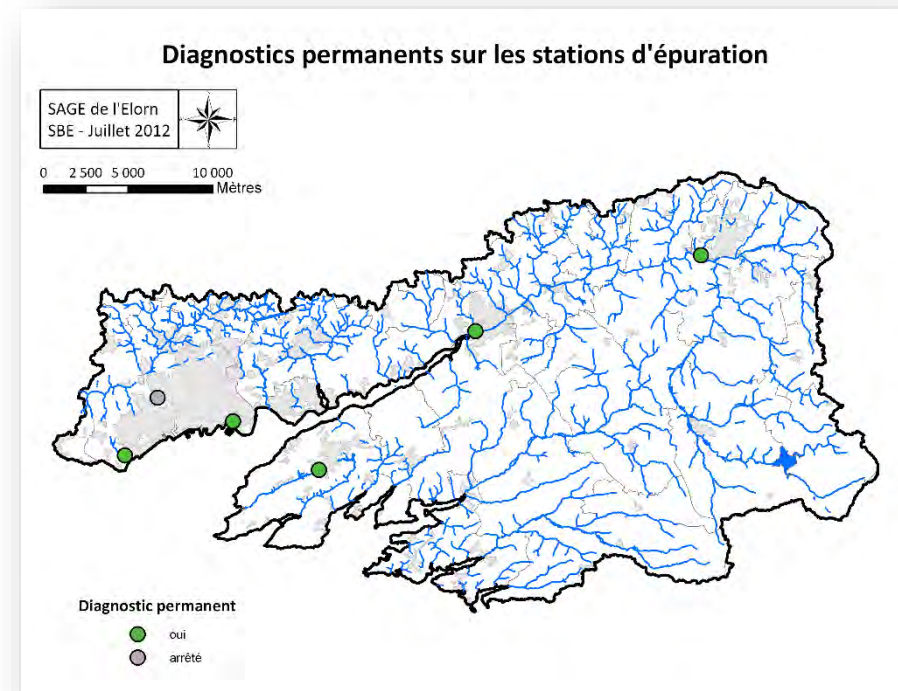 Diagnostics permanents sur les stations d'épuration
SAGE de l'Elorn
SBE - Juillet 2012
0 2 500 5 000 10 000
Mètres
Diagnostic permanent
oui
arrêté